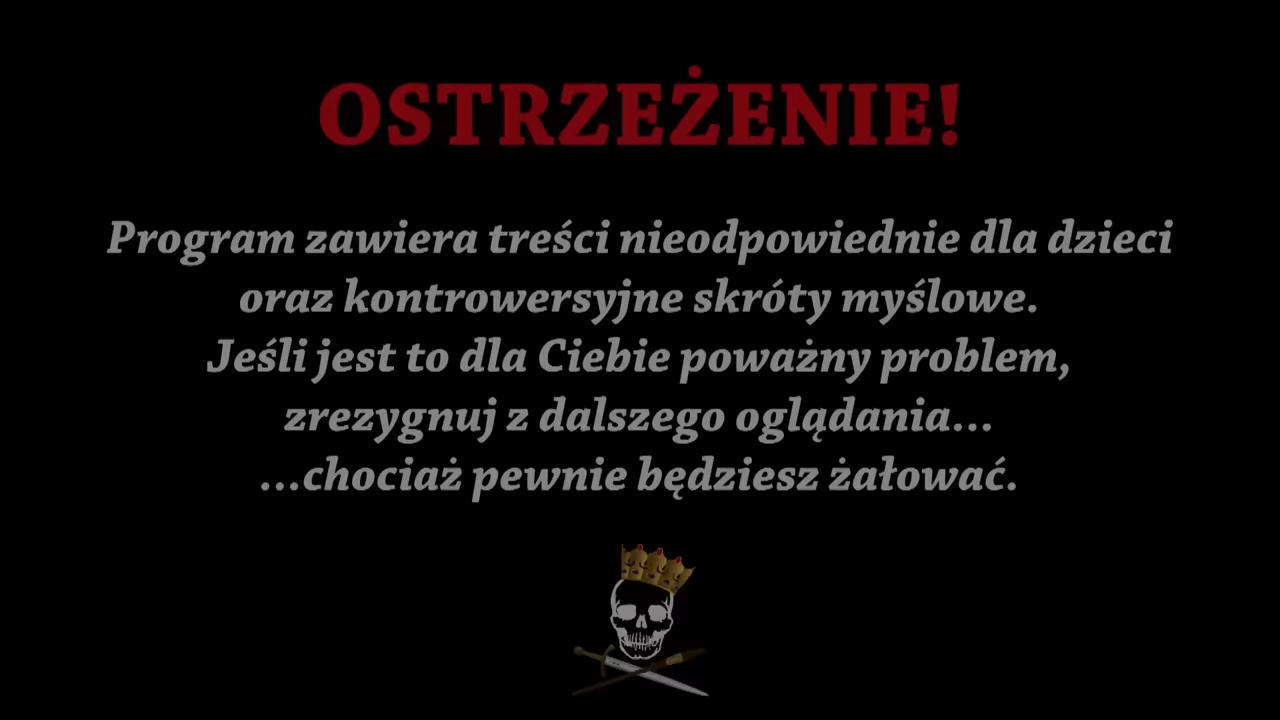 OSTRZEŻENIE!
Program zawiera treści nieodpowiednie dla dzieci
oraz kontrowersyjne skróty myślowe.
Jeśli jest to dla Ciebie poważny problem,
zrezygnuj z dalszego oglądania...
...chociaż pewnie będziesz żałować.